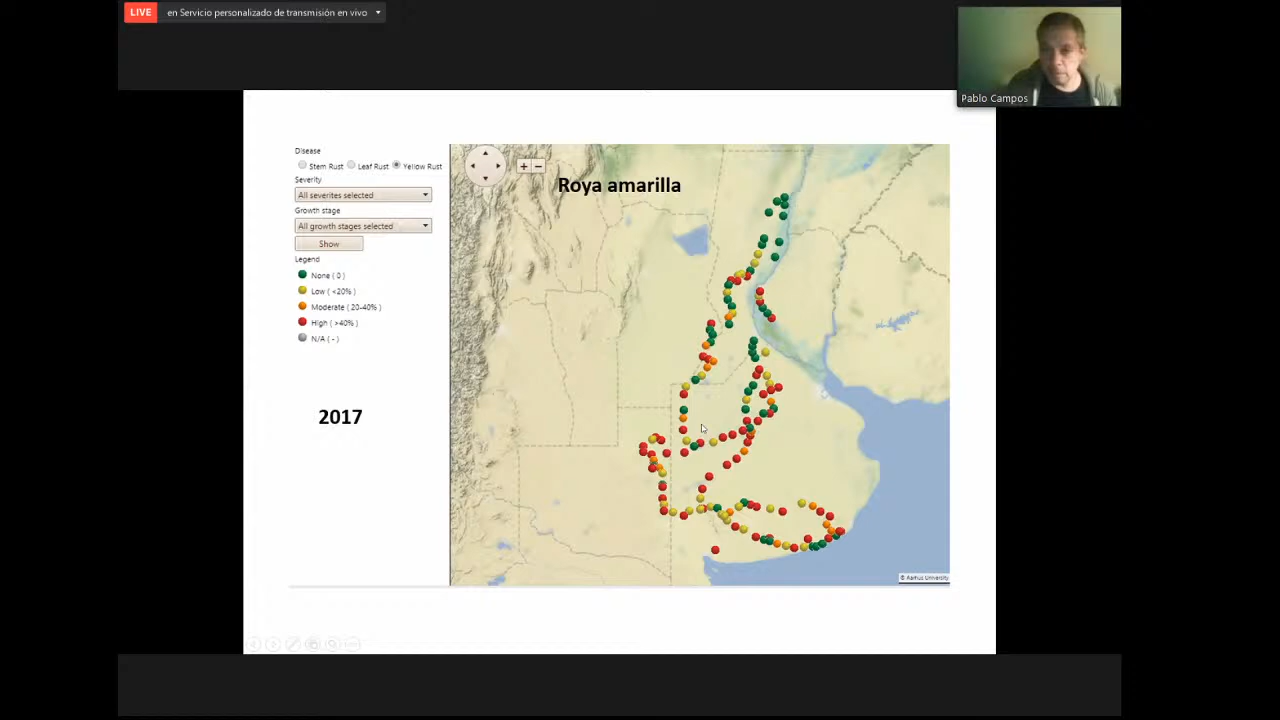 LIVE en Servicio personalizado de transmisión en vivo
Pablo Campos
Disease
Stem Rust Leaf Rust Yellow Rust
Severity
All severites selected
Growth stage
All growth stages selected
Show
Legend
None ( 0 )
Low ( <20% )
Moderate ( 20-40% )
High ( >40% )
N/A ( - )
2017
Roya amarilla
+ −
© Aarhus University